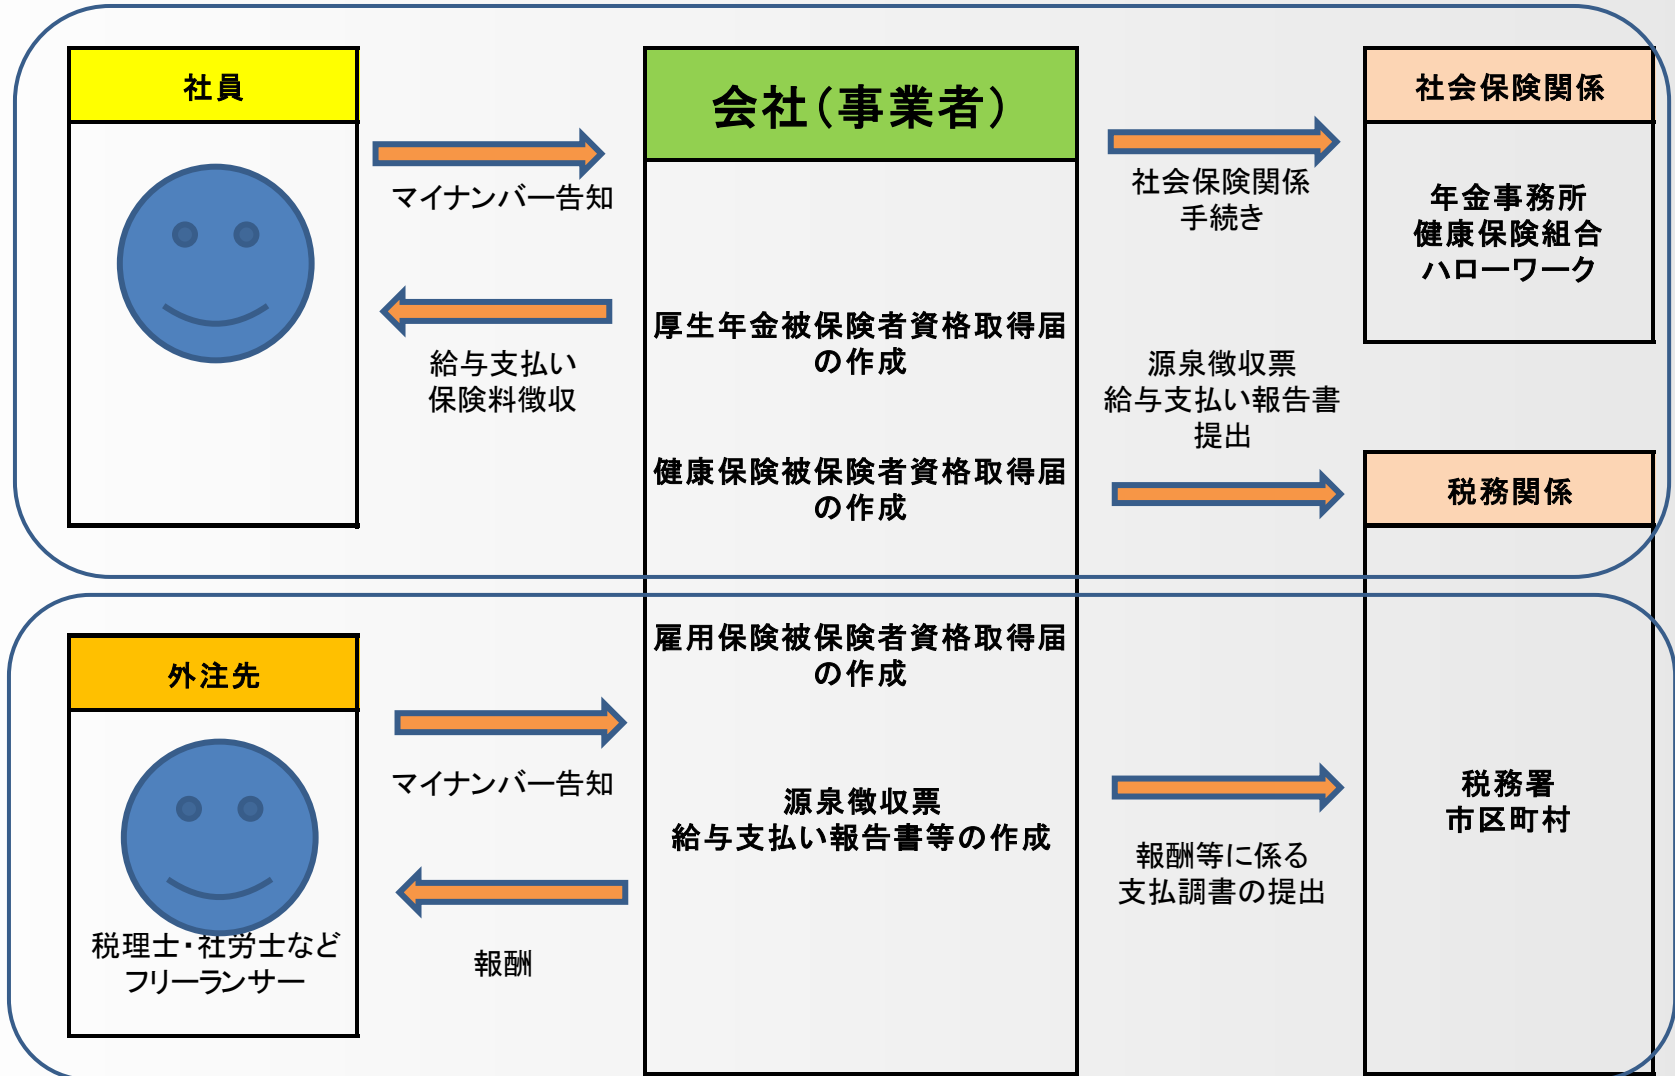 社員
マイナンバー告知
給与支払い
保険料徴収
会社(事業者)
厚生年金被保険者資格取得届
の作成
健康保険被保険者資格取得届
の作成
雇用保険被保険者資格取得届
の作成
源泉徴収票
給与支払い報告書等の作成
社会保険関係
手続き
源泉徴収票
給与支払い報告書
提出
社会保険関係
年金事務所
健康保険組合
ハローワーク
税務関係
税務署
市区町村
外注先
税理士・社労士など
フリーランサー
マイナンバー告知
報酬
報酬等に係る
支払調書の提出